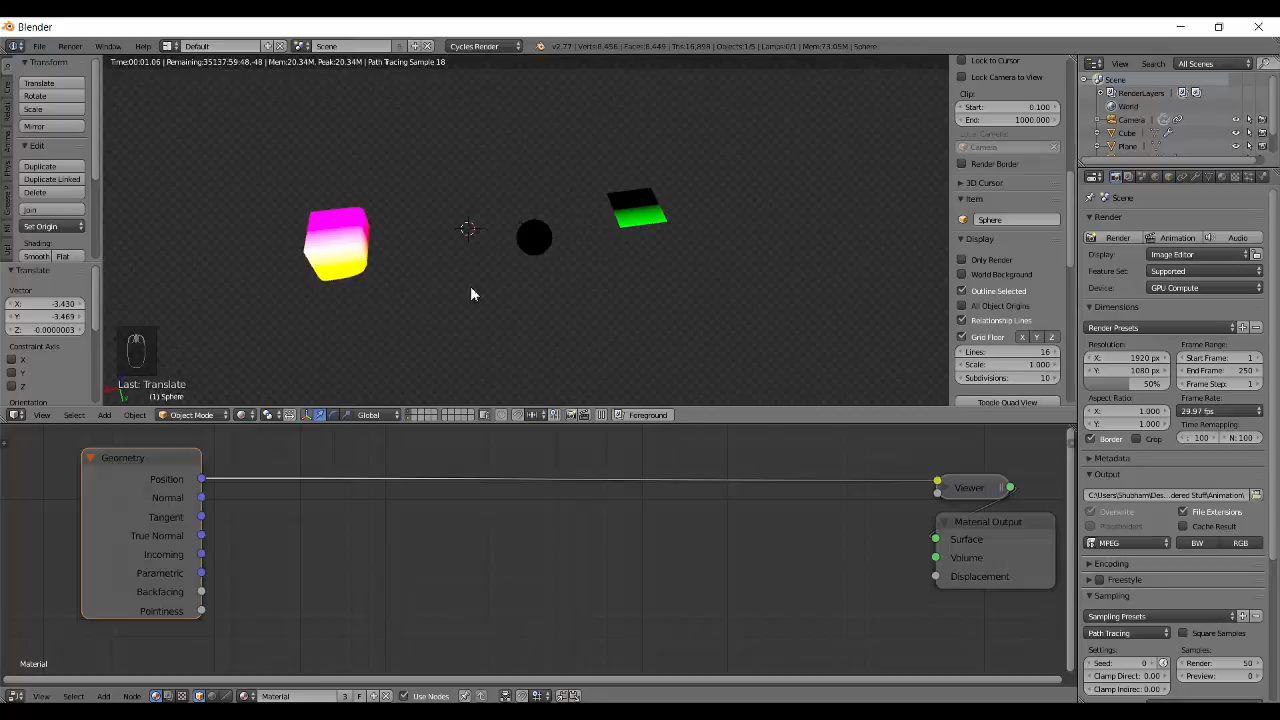 Blender
File Render Window Help Default Scene Cycles Render v2.77 | Verts:8,456 | Faces:8,449 | Tris:16,898 | Objects:1/5 | Lamps:0/1 | Mem:73.05M | Sphere
View Search All Scenes
Time:00:01.06 | Remaining:35137:59:48.-48 | Mem:20.34M, Peak:20.34M | Path Tracing Sample 18
Transform
Translate
Rotate
Scale
Mirror
Edit
Duplicate
Duplicate Linked
Delete
Join
Set Origin
Shading:
Smooth Flat
Translate
Vector
X: -3.430
Y: -3.469
Z: -0.0000003
Constraint Axis
X
Y
Z
Orientation
Last: Translate
(1) Sphere
Lock to Cursor
Lock Camera to View
Clip:
Start: 0.100
End: 1000.000
Local Camera:
Camera
Render Border
3D Cursor
Item
Sphere
Display
Only Render
World Background
Outline Selected
All Object Origins
Relationship Lines
Grid Floor X Y Z
Lines: 16
Scale: 1.000
Subdivisions: 10
Toggle Quad View
View Select Add Object Object Mode Global Foreground
Geometry
Position
Normal
Tangent
True Normal
Incoming
Parametric
Backfacing
Pointiness
Viewer
Material Output
Surface
Volume
Displacement
Material
View Select Add Node Material 3 F Use Nodes
Scene
RenderLayers
World
Camera
Cube
Plane
Scene
Render
Render Animation Audio
Display: Image Editor
Feature Set: Supported
Device: GPU Compute
Dimensions
Render Presets
Resolution: Frame Range:
X: 1920 px Start Frame: 1
Y: 1080 px End Frame: 250
50% Frame Step: 1
Aspect Ratio: Frame Rate:
X: 1.000 29.97 fps
Y: 1.000 Time Remapping:
Border Crop : 100 N: 100
Metadata
Output
C:\Users\Shubham\Des...dered Stuff\Animation\
Overwrite File Extensions
Placeholders Cache Result
MPEG BW RGB
Encoding
Freestyle
Sampling
Sampling Presets
Path Tracing Square Samples
Settings: Samples:
Seed: 0 Render: 50
Clamp Direct: 0.00 Preview: 0
Clamp Indirect: 0.00